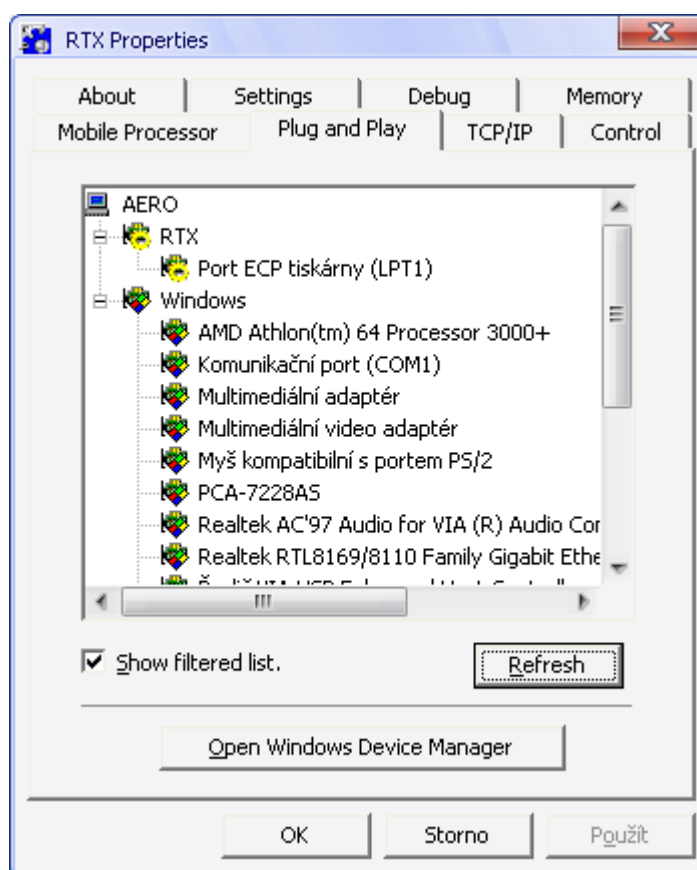 RTX Properties
About Settings Debug Memory
Mobile Processor Plug and Play TCP/IP Control
AERO
RTX
Port ECP tiskárny (LPT1)
Windows
AMD Athlon(tm) 64 Processor 3000+
Komunikační port (COM1)
Multimediální adaptér
Multimediální video adaptér
Myš kompatibilní s portem PS/2
PCA-7228AS
Realtek AC'97 Audio for VIA (R) Audio Cor
Realtek RTL8169/8110 Family Gigabit Ethe
Show filtered list.
Refresh
Open Windows Device Manager
OK Storno Použít